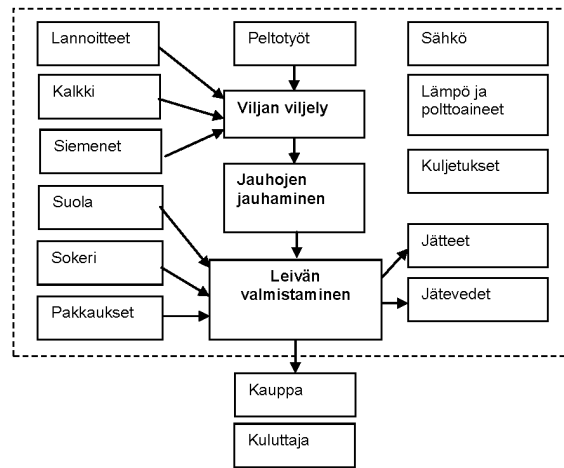 Lannoitteet
Peltotyöt
Sähkö
Kalkki
Viljan viljely
Lämpö ja
polttoaineet
Siemenet
Jauhojen
jauhaminen
Kuljetukset
Suola
Sokeri
Leivän
valmistaminen
Jätteet
Pakkaukset
Jätevedet
Kauppa
Kuluttaja